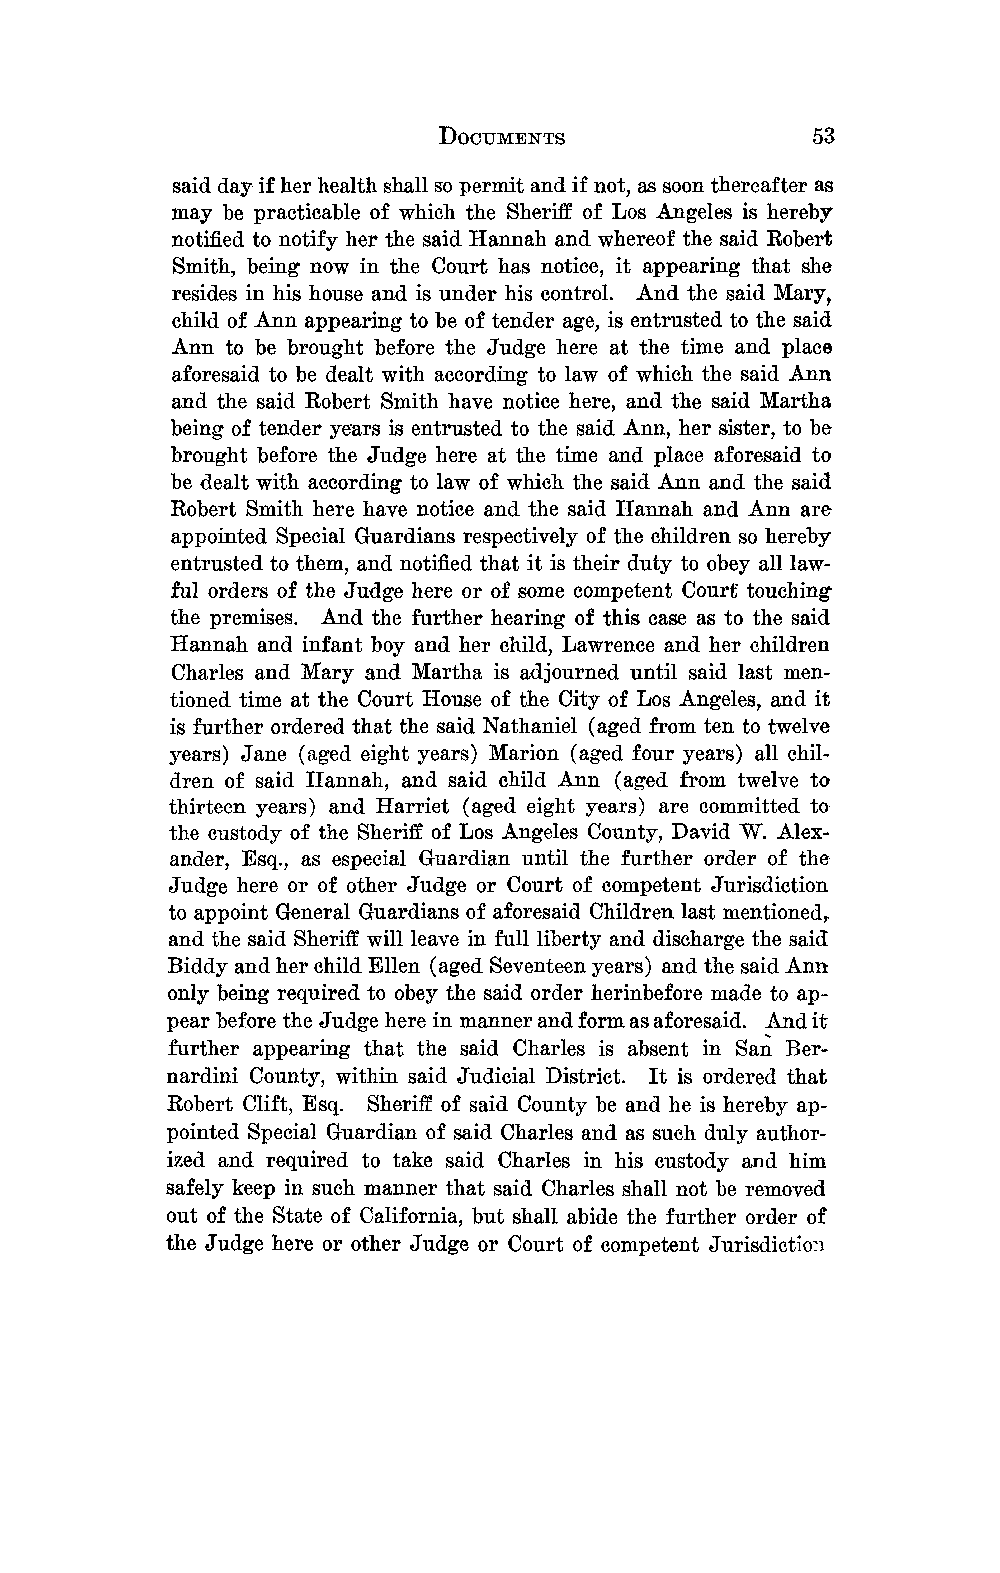 DOCUMENTS 53
said day if her health shall so permit and if not, as soon thereafter as
may be practicable of which the Sheriff of Los Angeles is hereby
notified to notify her the said Hannah and whereof the said Robert
Smith, being now in the Court has notice, it appearing that she
resides in his house and is under his control. And the said Mary,
child of Ann appearing to be of tender age, is entrusted to the said
Ann to be brought before the Judge here at the time and place
aforesaid to be dealt with according to law of which the said Ann
and the said Robert Smith have notice here, and the said Martha
being of tender years is entrusted to the said Ann, her sister, to be
brought before the Judge here at the time and place aforesaid to
be dealt with according to law of which the said Ann and the said
Robert Smith here have notice and the said Hannah and Ann are
appointed Special Guardians respectively of the children so hereby
entrusted to them, and notified that it is their duty to obey all law-
ful orders of the Judge here or of some competent Court touching
the premises. And the further hearing of this case as to the said
Hannah and infant boy and her child, Lawrence and her children
Charles and Mary and Martha is adjourned until said last men-
tioned time at the Court House of the City of Los Angeles, and it
is further ordered that the said Nathaniel (aged from ten to twelve
years) Jane (aged eight years) Marion (aged four years) all chil-
dren of said Hannah, and said child Ann (aged from twelve to
thirteen years) and Harriet (aged eight years) are committed to
the custody of the Sheriff of Los Angeles County, David W. Alex-
ander, Esq., as especial Guardian until the further order of the
Judge here or of other Judge or Court of competent Jurisdiction
to appoint General Guardians of aforesaid Children last mentioned,
and the said Sheriff will leave in full liberty and discharge the said
Biddy and her child Ellen (aged Seventeen years) and the said Ann
only being required to obey the said order herinbefore made to ap-
pear before the Judge here in manner and form as aforesaid. And it
further appearing that the said Charles is absent in San Ber-
nardini County, within said Judicial District. It is ordered that
Robert Clift, Esq. Sheriff of said County be and he is hereby ap-
pointed Special Guardian of said Charles and as such duly author-
ized and required to take said Charles in his custody and him
safely keep in such manner that said Charles shall not be removed
out of the State of California, but shall abide the further order of
the Judge here or other Judge or Court of competent Jurisdiction